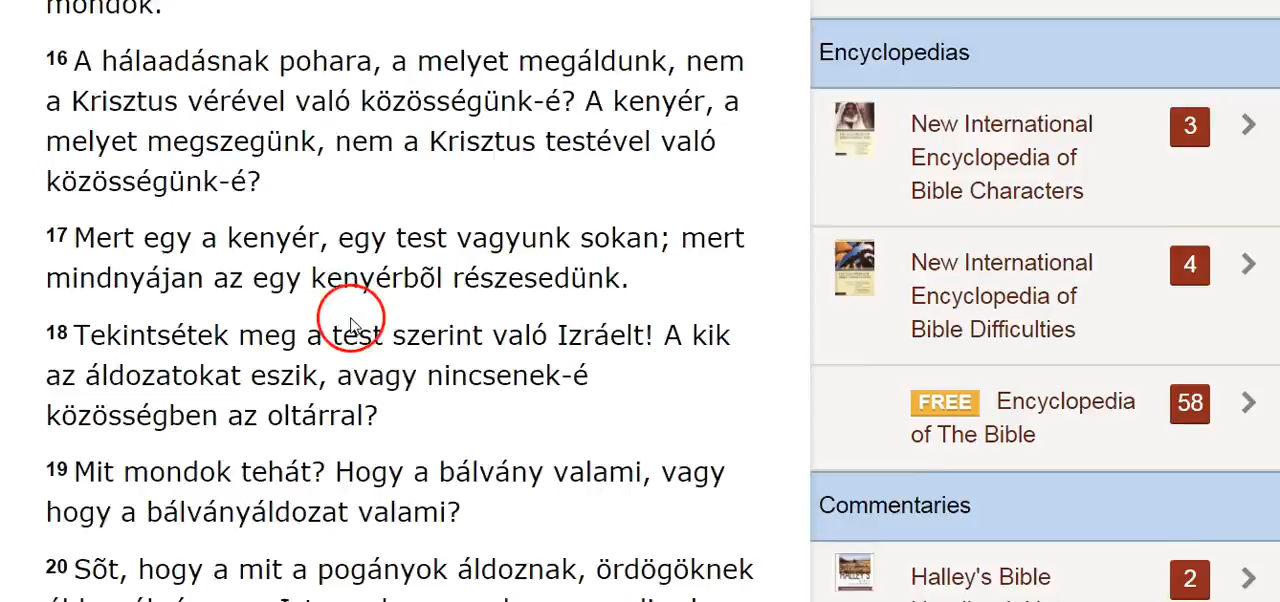 mondok.
16 A hálaadásnak pohara, a melyet megáldunk, nem
a Krisztus vérével való közösségünk-é? A kenyér, a
melyet megszegünk, nem a Krisztus testével való
közösségünk-é?
17 Mert egy a kenyér, egy test vagyunk sokan; mert
mindnyájan az egy kenyérbõl részesedünk.
18 Tekintsétek meg a test szerint való Izráelt! A kik
az áldozatokat eszik, avagy nincsenek-é
közösségben az oltárral?
19 Mit mondok tehát? Hogy a bálvány valami, vagy
hogy a bálványáldozat valami?
20 Sõt, hogy a mit a pogányok áldoznak, ördögöknek
Encyclopedias
New International
Encyclopedia of
Bible Characters
3
New International
Encyclopedia of
Bible Difficulties
4
FREE Encyclopedia
of The Bible
58
Commentaries
Halley's Bible
2